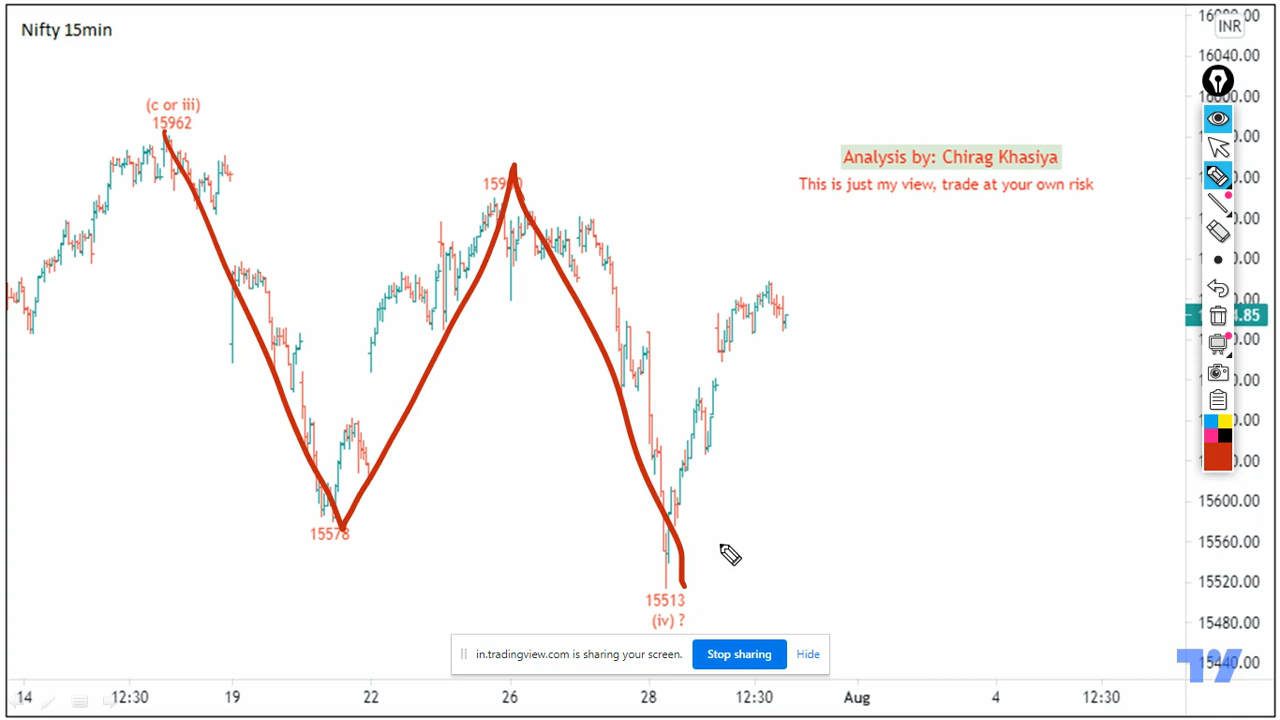 Nifty 15min
INR
16040.00
(c or iii)
15962
Analysis by: Chirag Khasiya
This is just my view, trade at your own risk
15600.00
15578
15560.00
15520.00
15513
15480.00
(iv) ?
in.tradingview.com is sharing your screen.
Stop sharing
Hide
15440.00
14
12:30
19
22
26
28
12:30
Aug
4
12:30